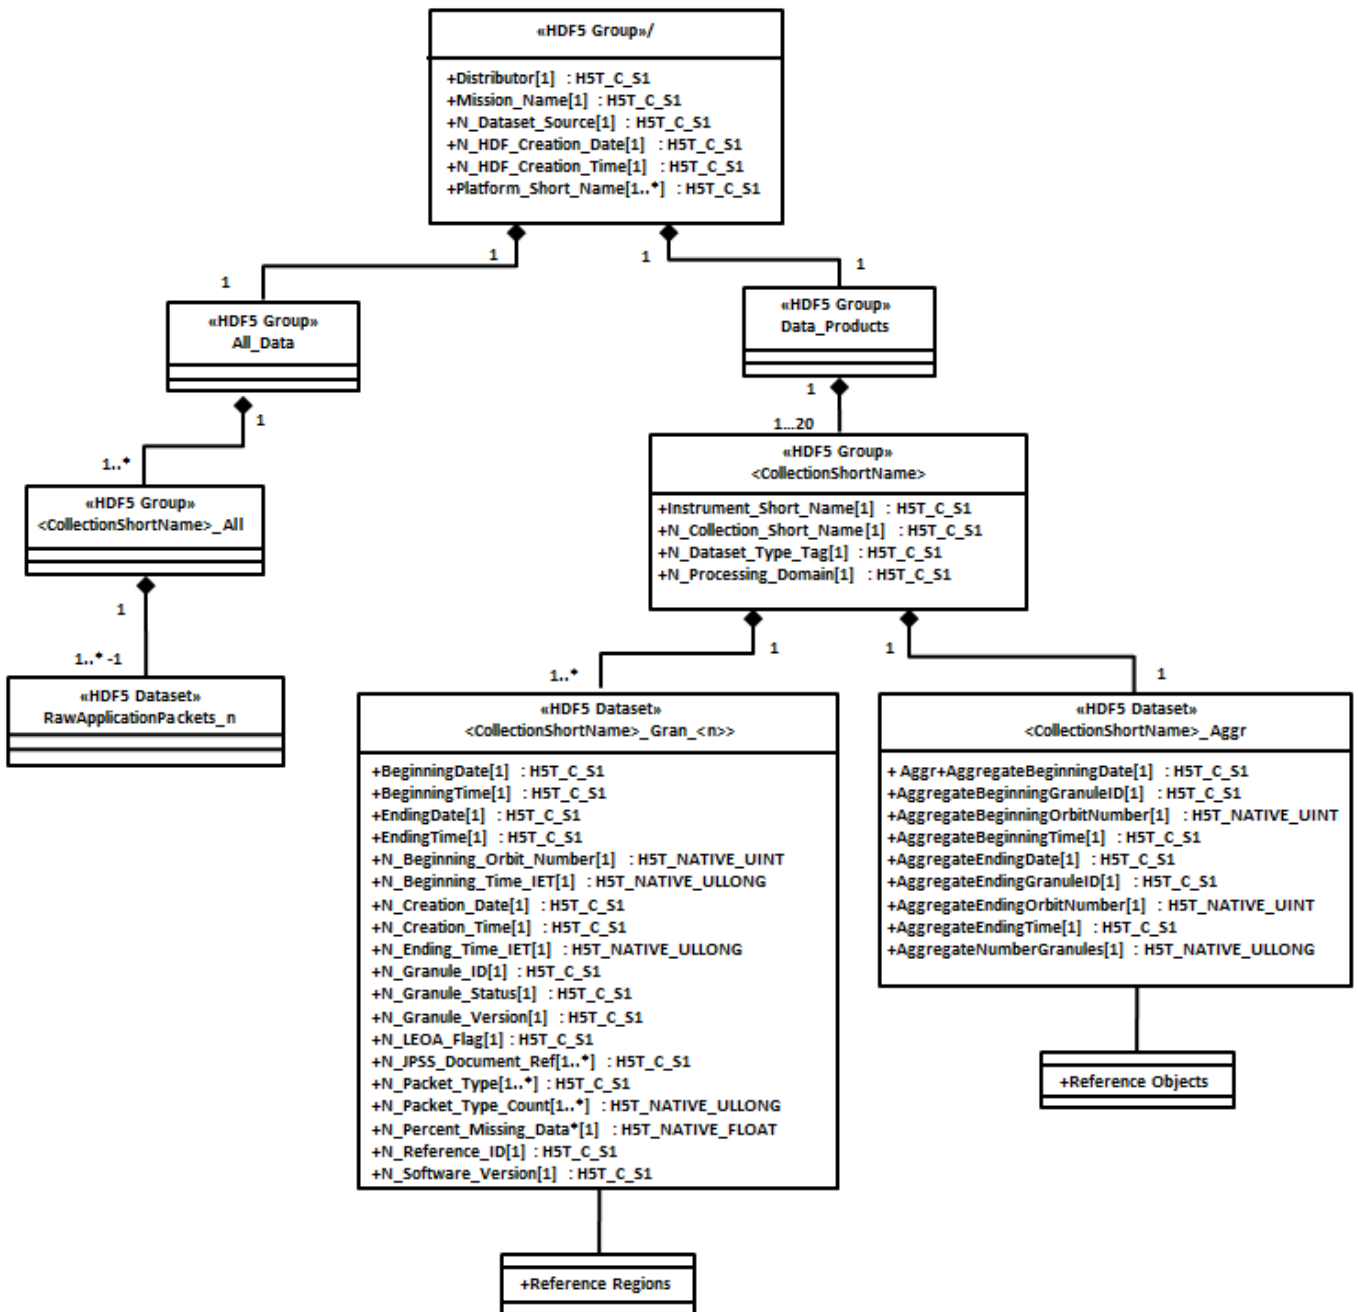 «HDF5 Group»/
+Distributor[1] : H5T_C_S1
+Mission_Name[1] : H5T_C_S1
+N_Dataset_Source[1] : H5T_C_S1
+N_HDF_Creation_Date[1] : H5T_C_S1
+N_HDF_Creation_Time[1] : H5T_C_S1
+Platform_Short_Name[1..*] : H5T_C_S1
1
1
1
1
«HDF5 Group»
All_Data
«HDF5 Group»
Data_Products
1
1
1..*
1...20
«HDF5 Group»
<CollectionShortName>_All
«HDF5 Group»
<CollectionShortName>
+Instrument_Short_Name[1] : H5T_C_S1
+N_Collection_Short_Name[1] : H5T_C_S1
+N_Dataset_Type_Tag[1] : H5T_C_S1
+N_Processing_Domain[1] : H5T_C_S1
1
1..* -1
«HDF5 Dataset»
RawApplicationPackets_n
1
1
1..*
1
«HDF5 Dataset»
<CollectionShortName>_Gran_<n>>
+BeginningDate[1] : H5T_C_S1
+BeginningTime[1] : H5T_C_S1
+EndingDate[1] : H5T_C_S1
+EndingTime[1] : H5T_C_S1
+N_Beginning_Orbit_Number[1] : H5T_NATIVE_UINT
+N_Beginning_Time_IET[1] : H5T_NATIVE_ULLONG
+N_Creation_Date[1] : H5T_C_S1
+N_Creation_Time[1] : H5T_C_S1
+N_Ending_Time_IET[1] : H5T_NATIVE_ULLONG
+N_Granule_ID[1] : H5T_C_S1
+N_Granule_Status[1] : H5T_C_S1
+N_Granule_Version[1] : H5T_C_S1
+N_LEOA_Flag[1] : H5T_C_S1
+N_JPSS_Document_Ref[1..*] : H5T_C_S1
+N_Packet_Type[1..*] : H5T_C_S1
+N_Packet_Type_Count[1..*] : H5T_NATIVE_ULLONG
+N_Percent_Missing_Data*[1] : H5T_NATIVE_FLOAT
+N_Reference_ID[1] : H5T_C_S1
+N_Software_Version[1] : H5T_C_S1
+Reference Regions
«HDF5 Dataset»
<CollectionShortName>_Aggr
+ Aggr+AggregateBeginningDate[1] : H5T_C_S1
+AggregateBeginningGranuleID[1] : H5T_C_S1
+AggregateBeginningOrbitNumber[1] : H5T_NATIVE_UINT
+AggregateBeginningTime[1] : H5T_C_S1
+AggregateEndingDate[1] : H5T_C_S1
+AggregateEndingGranuleID[1] : H5T_C_S1
+AggregateEndingOrbitNumber[1] : H5T_NATIVE_UINT
+AggregateEndingTime[1] : H5T_C_S1
+AggregateNumberGranules[1] : H5T_NATIVE_ULLONG
+Reference Objects